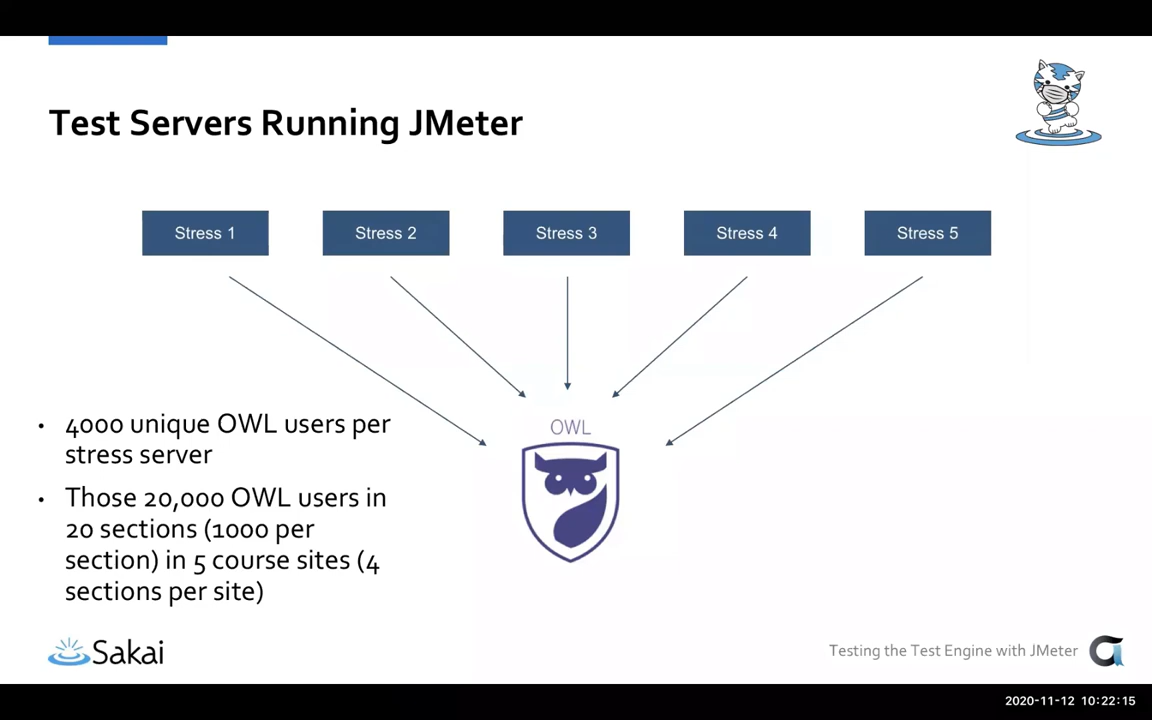 Test Servers Running JMeter
Stress 1
Stress 2
Stress 3
Stress 4
Stress 5
OWL
• 4000 unique OWL users per
stress server
• Those 20,000 OWL users in
20 sections (1000 per
section) in 5 course sites (4
sections per site)
Sakai
Testing the Test Engine with JMeter
2020-11-12 10:22:15